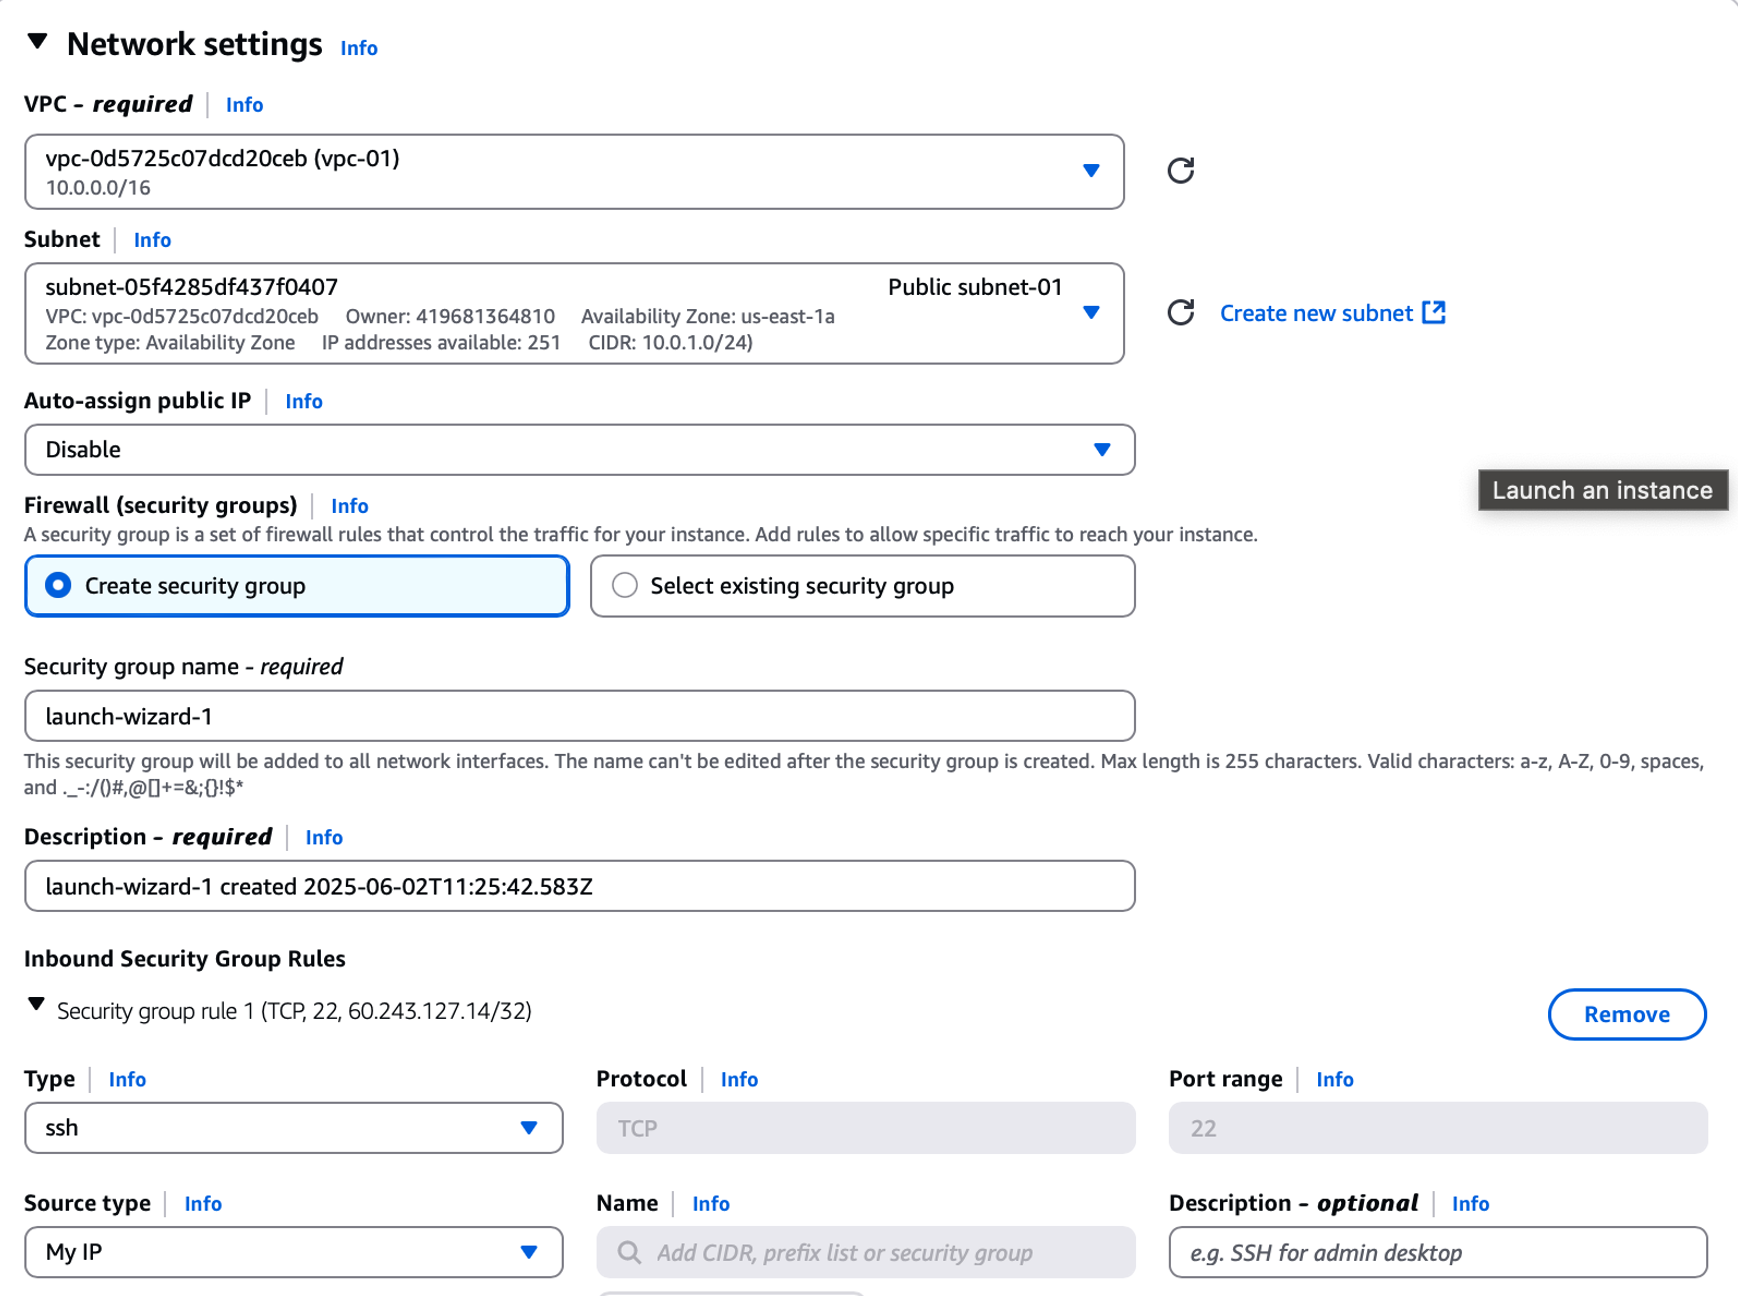 Network settings Info
VPC - required Info
vpc-0d5725c07dcd20ceb (vpc-01)
10.0.0.0/16
Subnet Info
subnet-05f4285df437f0407 Public subnet-01
VPC: vpc-0d5725c07dcd20ceb Owner: 419681364810 Availability Zone: us-east-1a
Zone type: Availability Zone IP addresses available: 251 CIDR: 10.0.1.0/24)
Create new subnet
Auto-assign public IP Info
Disable
Launch an instance
Firewall (security groups) Info
A security group is a set of firewall rules that control the traffic for your instance. Add rules to allow specific traffic to reach your instance.
Create security group Select existing security group
Security group name - required
launch-wizard-1
This security group will be added to all network interfaces. The name can't be edited after the security group is created. Max length is 255 characters. Valid characters: a-z, A-Z, 0-9, spaces,
and ._-:/()#,@[]+=&;{}!$*
Description - required Info
launch-wizard-1 created 2025-06-02T11:25:42.583Z
Inbound Security Group Rules
Security group rule 1 (TCP, 22, 60.243.127.14/32)
Remove
Type Info Protocol Info Port range Info
ssh TCP 22
Source type Info Name Info Description - optional Info
My IP Add CIDR, prefix list or security group e.g. SSH for admin desktop